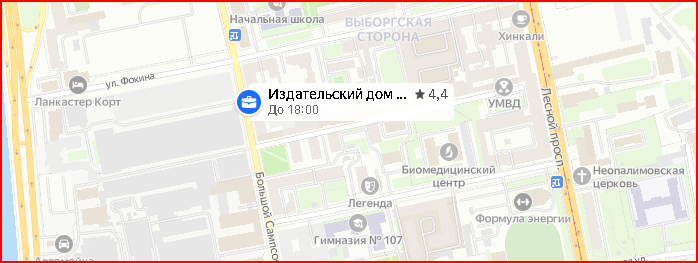 Начальная школа
ВЫБОРГСКАЯ
СТОРОНА
Хинкали
ул. Фокина
Ланкастер Корт
Издательский дом ... 4,4
До 18:00
УМВД
Лесной просп.
Биомедицинский
центр
Неопалимовская
церковь
Большой Сампсо
Легенда
Формула энергии
Гимназия № 107
Автомойка